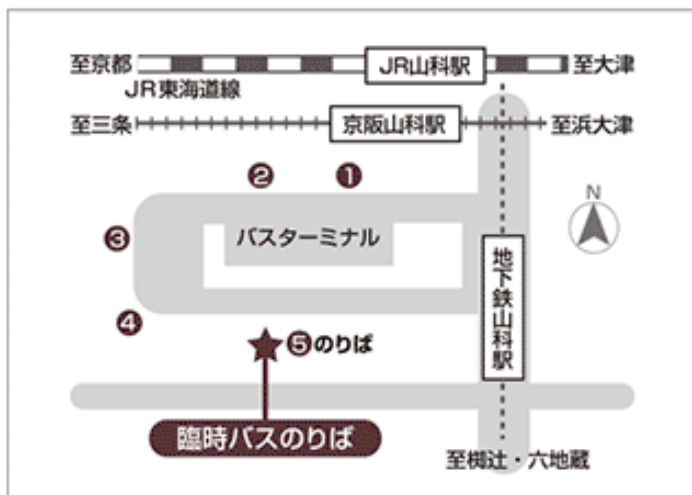 至京都
JR山科駅
至大津
JR東海道線
至三条
京阪山科駅
至浜大津
❷
❶
N
❸
バスターミナル
地下鉄山科駅
❹
❺のりば
臨時バスのりば
至椥辻・六地蔵